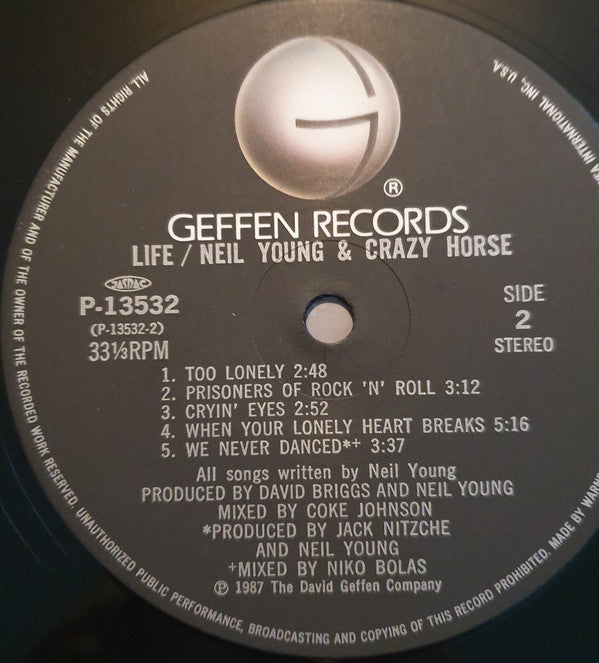 ®
GEFFEN RECORDS
LIFE / NEIL YOUNG & CRAZY HORSE
JASRAC
P-13532
(P-13532-2)
33⅓RPM
SIDE
2
STEREO
1. TOO LONELY 2:48
2. PRISONERS OF ROCK 'N' ROLL 3:12
3. CRYIN' EYES 2:52
4. WHEN YOUR LONELY HEART BREAKS 5:16
5. WE NEVER DANCED*+ 3:37
All songs written by Neil Young
PRODUCED BY DAVID BRIGGS AND NEIL YOUNG
MIXED BY COKE JOHNSON
*PRODUCED BY JACK NITZCHE
AND NEIL YOUNG
+MIXED BY NIKO BOLAS
℗ 1987 The David Geffen Company
ALL RIGHTS OF THE MANUFACTURER AND OF THE OWNER OF THE RECORDED WORK RESERVED. UNAUTHORIZED PUBLIC PERFORMANCE, BROADCASTING AND COPYING OF THIS RECORD PROHIBITED. MADE BY INTERNATIONAL INC., U.S.A.